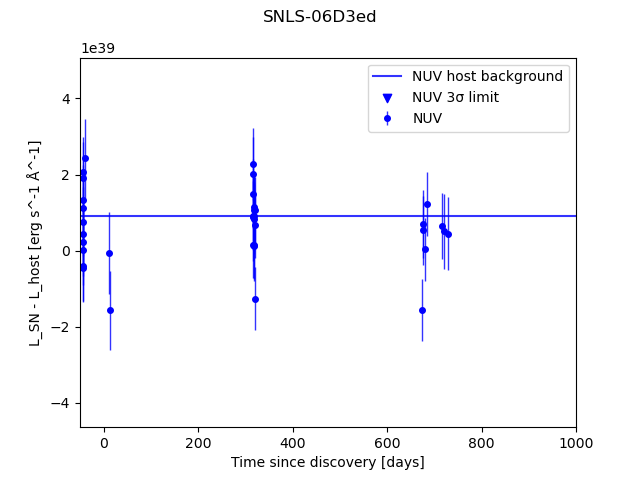 SNLS-06D3ed
1e39
NUV host background
NUV 3σ limit
NUV
4
2
0
−2
−4
L_SN - L_host [erg s^-1 Å^-1]
0 200 400 600 800 1000
Time since discovery [days]